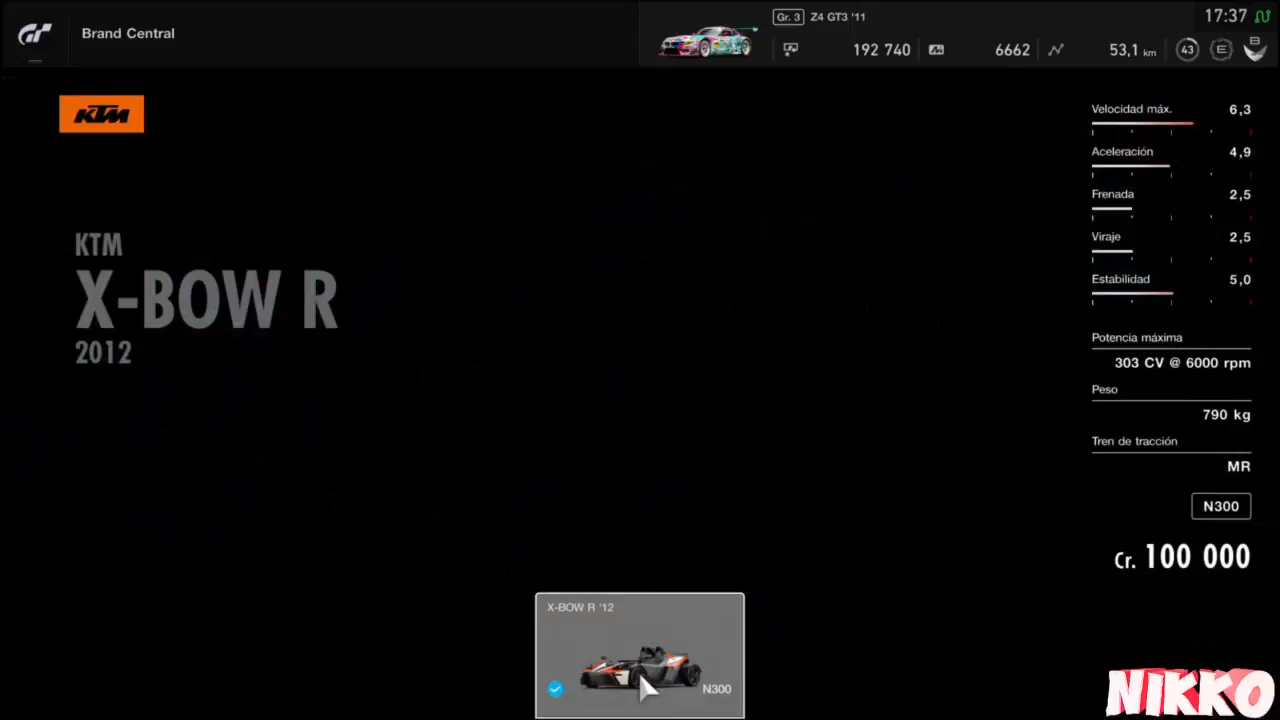 Brand Central
Gr. 3 Z4 GT3 '11
192 740
6662
53,1 km
43
E
B
17:37
KTM
KTM
X-BOW R
2012
Velocidad máx. 6,3
Aceleración 4,9
Frenada 2,5
Viraje 2,5
Estabilidad 5,0
Potencia máxima
303 CV @ 6000 rpm
Peso
790 kg
Tren de tracción
MR
N300
Cr. 100 000
X-BOW R '12
N300
NIKKO